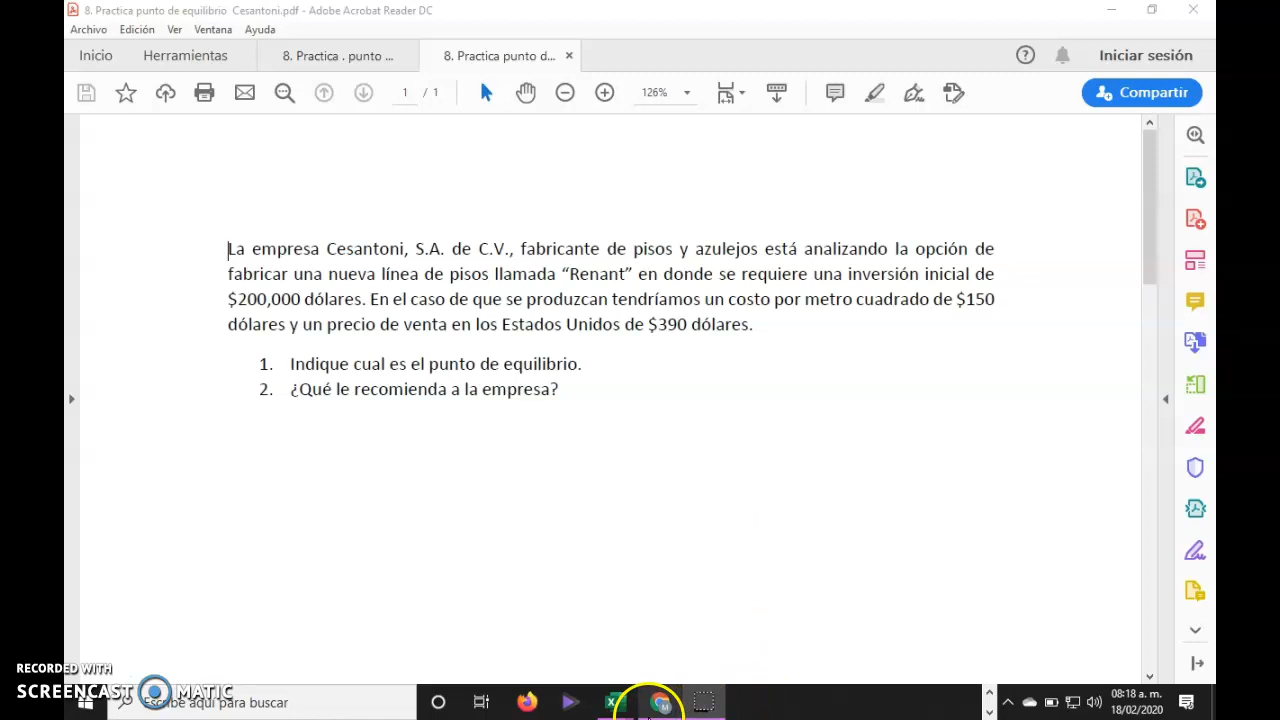 8. Practica punto de equilibrio Cesantoni.pdf - Adobe Acrobat Reader DC
Archivo Edición Ver Ventana Ayuda
Inicio Herramientas 8. Practica . punto ... 8. Practica punto d... × Iniciar sesión
1 / 1 126% Compartir
La empresa Cesantoni, S.A. de C.V., fabricante de pisos y azulejos está analizando la opción de
fabricar una nueva línea de pisos llamada “Renant” en donde se requiere una inversión inicial de
$200,000 dólares. En el caso de que se produzcan tendríamos un costo por metro cuadrado de $150
dólares y un precio de venta en los Estados Unidos de $390 dólares.
1. Indique cual es el punto de equilibrio.
2. ¿Qué le recomienda a la empresa?
RECORDED WITH
SCREENCAST MATIC
Escribe aquí para buscar
08:18 a. m.
18/02/2020